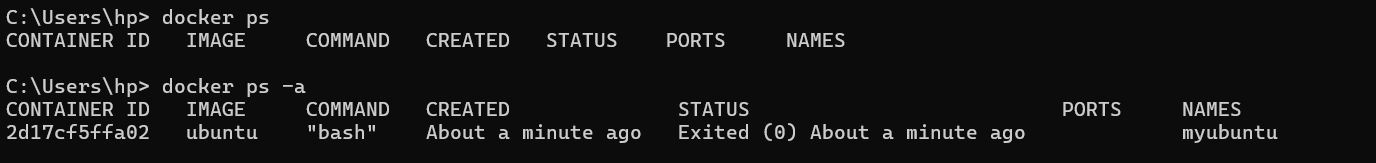 C:\Users\hp> docker ps
CONTAINER ID   IMAGE     COMMAND   CREATED   STATUS    PORTS     NAMES
C:\Users\hp> docker ps -a
CONTAINER ID   IMAGE     COMMAND   CREATED              STATUS                          PORTS     NAMES
2d17cf5ffa02   ubuntu    "bash"    About a minute ago   Exited (0) About a minute ago             myubuntu